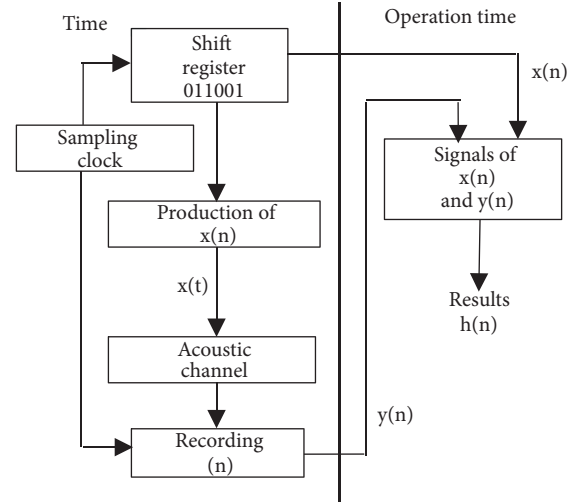 Time
Operation time
Shift
register
011001
x(n)
Sampling
clock
Signals of
x(n)
and y(n)
Production of
x(n)
x(t)
Results
h(n)
Acoustic
channel
y(n)
Recording
(n)